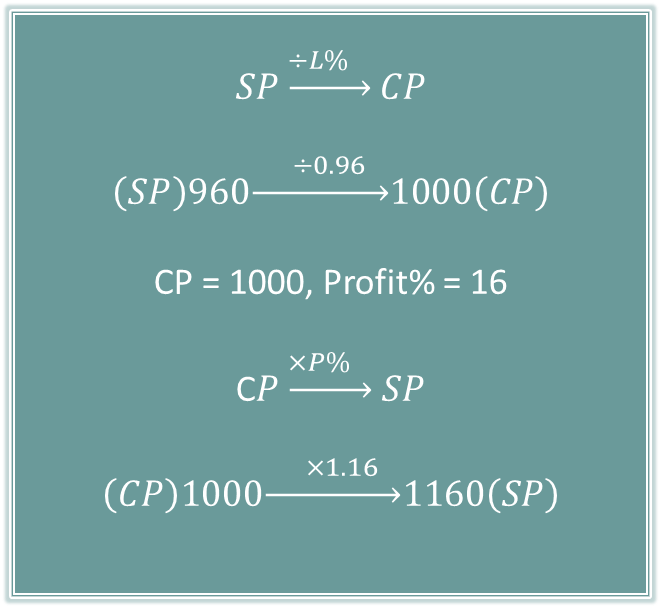 ÷L%
SP ⟶ CP
÷0.96
(SP)960 ⟶ 1000(CP)
CP = 1000, Profit% = 16
×P%
CP ⟶ SP
×1.16
(CP)1000 ⟶ 1160(SP)